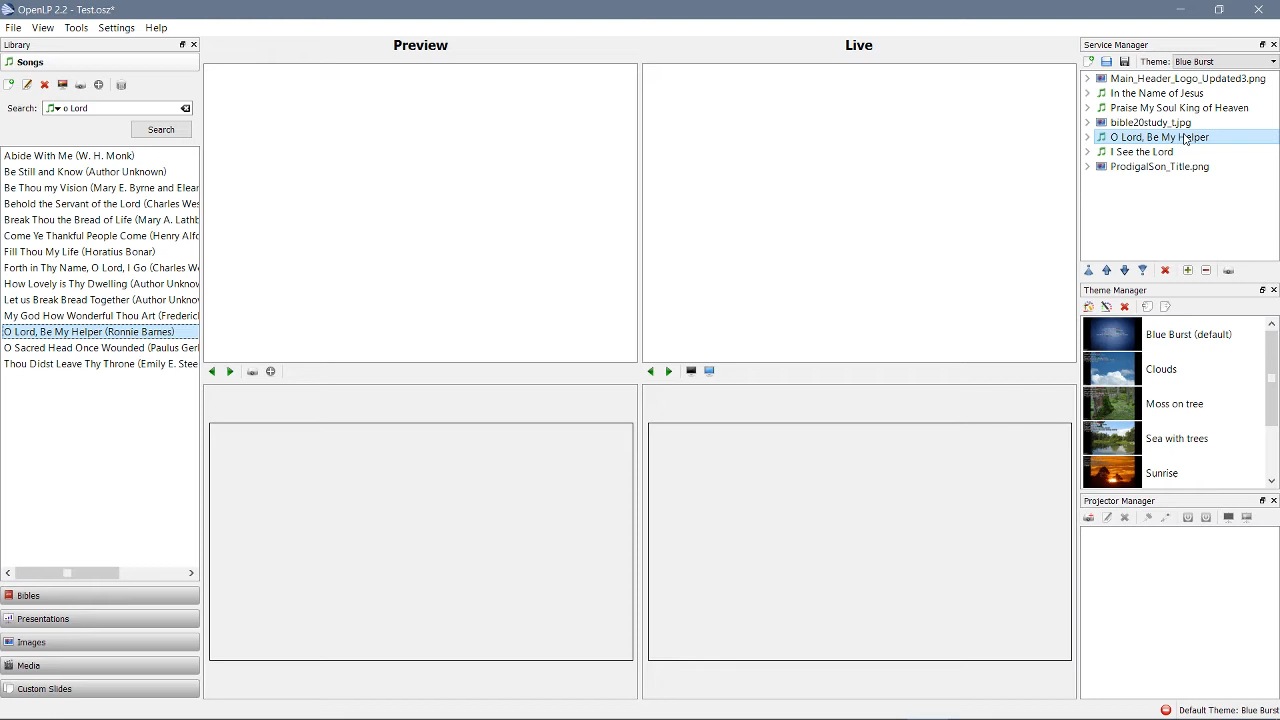 OpenLP 2.2 - Test.osz*
File View Tools Settings Help
Library
Songs
Search: o Lord
Search
Abide With Me (W. H. Monk)
Be Still and Know (Author Unknown)
Be Thou my Vision (Mary E. Byrne and Elear
Behold the Servant of the Lord (Charles Wes
Break Thou the Bread of Life (Mary A. Lathb
Come Ye Thankful People Come (Henry Alfo
Fill Thou My Life (Horatius Bonar)
Forth in Thy Name, O Lord, I Go (Charles W
How Lovely is Thy Dwelling (Author Unknow
Let us Break Bread Together (Author Unknow
My God How Wonderful Thou Art (Frederic
O Lord, Be My Helper (Ronnie Barnes)
O Sacred Head Once Wounded (Paulus Ger
Thou Didst Leave Thy Throne (Emily E. Stee
Bibles
Presentations
Images
Media
Custom Slides
Preview
Live
Service Manager
Theme: Blue Burst
Main_Header_Logo_Updated3.png
In the Name of Jesus
Praise My Soul King of Heaven
bible20study_t.jpg
O Lord, Be My Helper
I See the Lord
ProdigalSon_Title.png
Theme Manager
Blue Burst (default)
Clouds
Moss on tree
Sea with trees
Sunrise
Projector Manager
Default Theme: Blue Burst